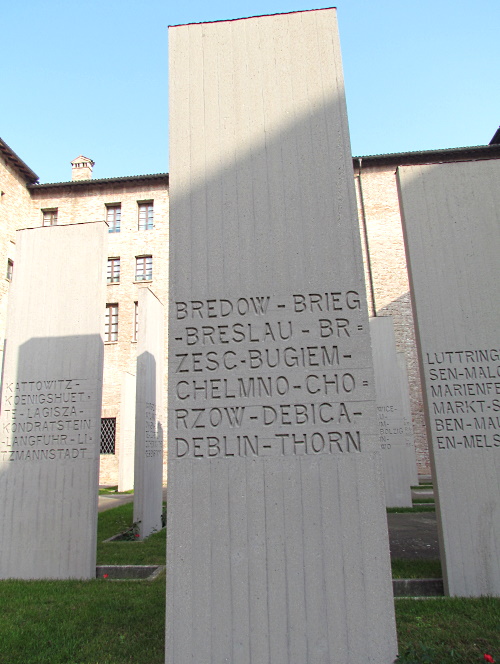 BREDOW-BRIEG
-BRESLAU-BR=
ZESC-BUGIEM-
CHELMNO-CHO=
RZOW-DEBICA-
DEBLIN-THORN
KATTOWITZ-
KOENIGSHUET=
TE-LAGISZA-
KONDRATSTEIN
-LANGFUHR-LI
TZMANNSTADT
LUTTRING
SEN-MALC
MARIENF
MARKT-S
BEN-MAU
EN-MELS